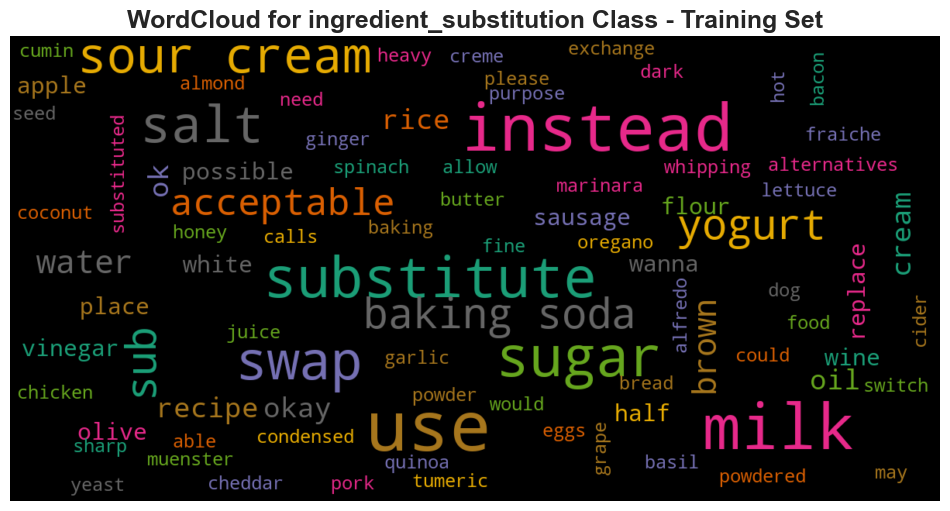 WordCloud for ingredient_substitution Class - Training Set
cumin
sour cream
heavy
creme
exchange
dark
hot
bacon
apple
almond
please
purpose
seed
need
salt
rice
instead
ginger
fraiche
substituted
ok
possible
spinach
allow
whipping
alternatives
marinara
lettuce
coconut
acceptable
butter
sausage
flour
yogurt
cream
honey
calls
baking
fine
oregano
water
white
substitute
wanna
replace
place
baking soda
alfredo
brown
dog
food
cider
vinegar
sub
juice
swap
garlic
sugar
could
wine
chicken
powder
bread
oil
switch
recipe
okay
use
would
half
milk
olive
sharp
able
condensed
eggs
grape
muenster
quinoa
basil
powdered
may
yeast
cheddar
pork
tumeric